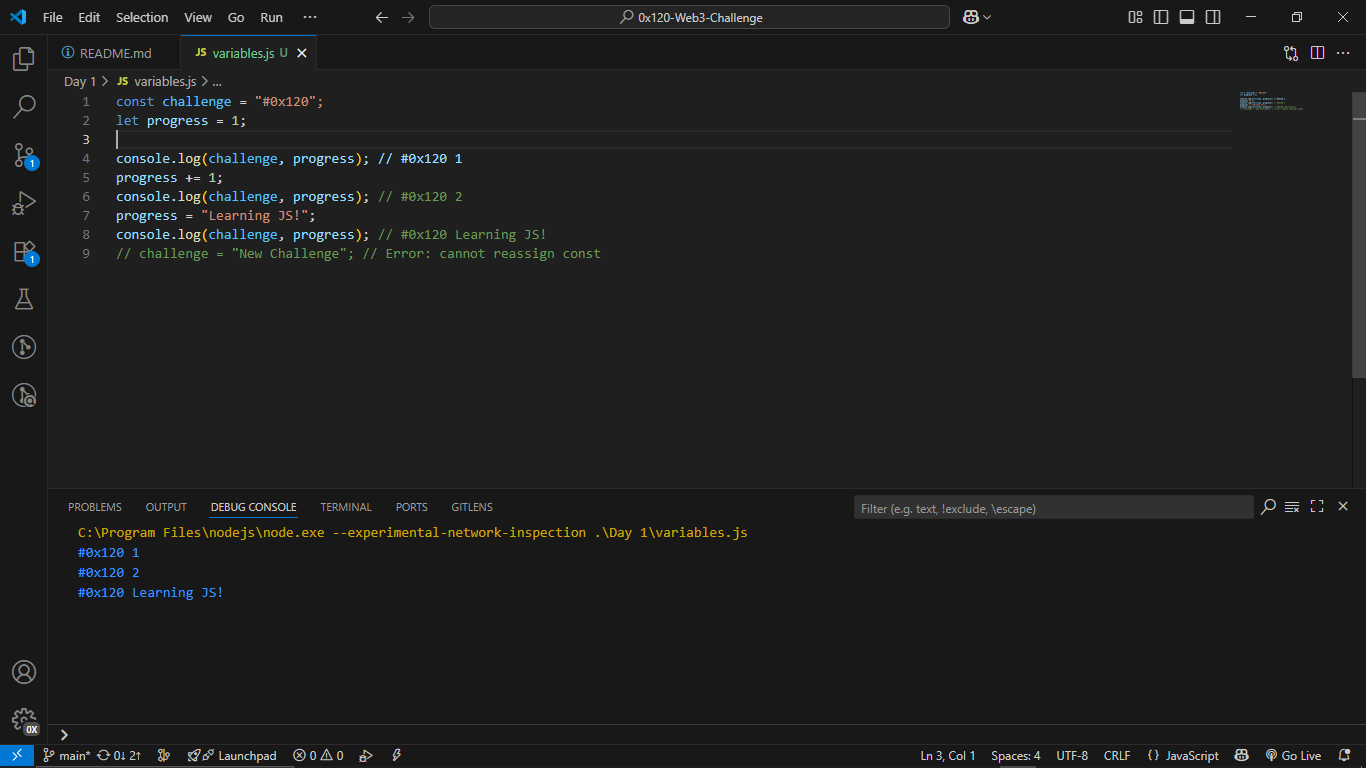 File Edit Selection View Go Run ··· 0x120-Web3-Challenge
README.md JS variables.js U
Day 1 > JS variables.js > ...
1 const challenge = "#0x120";
2 let progress = 1;
3
4 console.log(challenge, progress); // #0x120 1
5 progress += 1;
6 console.log(challenge, progress); // #0x120 2
7 progress = "Learning JS!";
8 console.log(challenge, progress); // #0x120 Learning JS!
9 // challenge = "New Challenge"; // Error: cannot reassign const
1
1
PROBLEMS OUTPUT DEBUG CONSOLE TERMINAL PORTS GITLENS Filter (e.g. text, !exclude, \escape)
C:\Program Files\nodejs\node.exe --experimental-network-inspection .\Day 1\variables.js
#0x120 1
#0x120 2
#0x120 Learning JS!
0X
>
main* 0↓ 2↑ Launchpad 0 0 Ln 3, Col 1 Spaces: 4 UTF-8 CRLF {} JavaScript Go Live